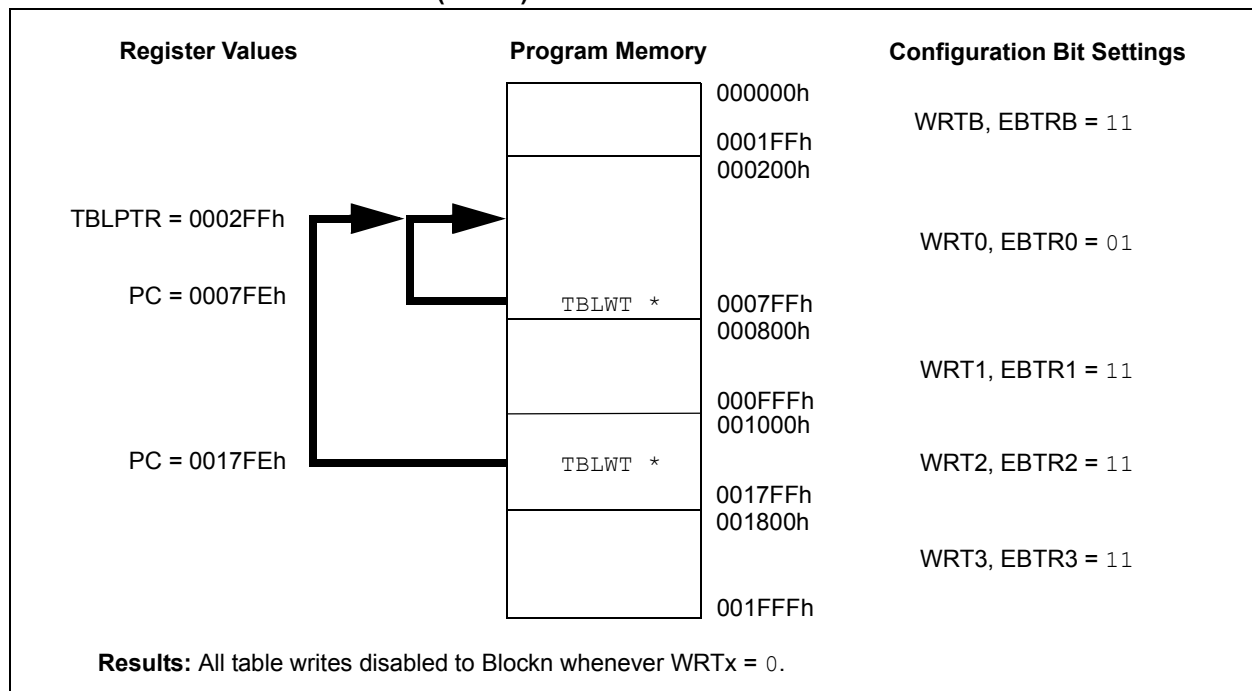 Register Values Program Memory Configuration Bit Settings
000000h
WRTB, EBTRB = 11
0001FFh
000200h
TBLPTR = 0002FFh
WRT0, EBTR0 = 01
PC = 0007FEh
TBLWT *
0007FFh
000800h
WRT1, EBTR1 = 11
000FFFh
001000h
PC = 0017FEh
TBLWT *
WRT2, EBTR2 = 11
0017FFh
001800h
WRT3, EBTR3 = 11
001FFFh
Results: All table writes disabled to Blockn whenever WRTx = 0.